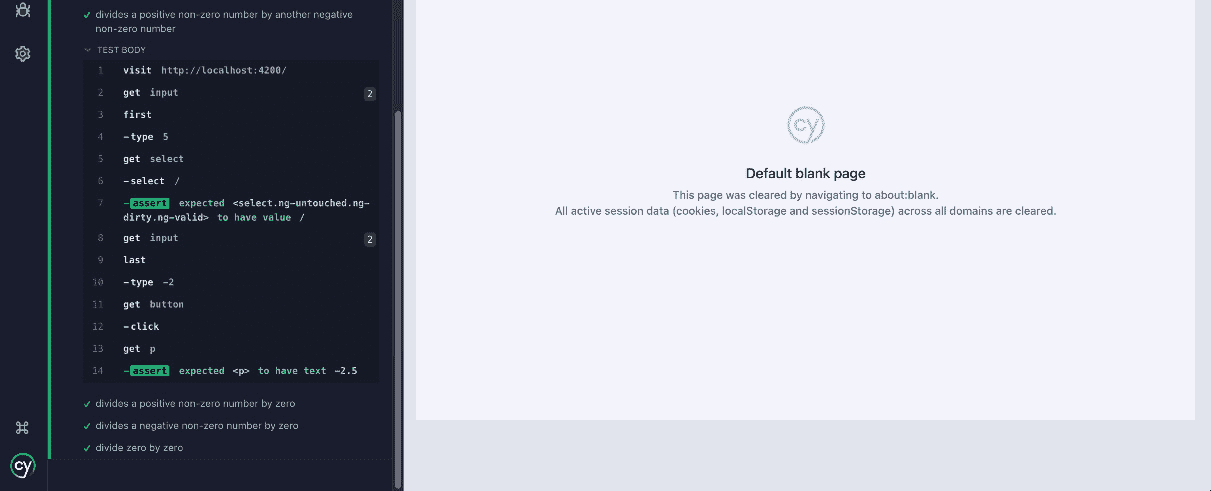 ✓ divides a positive non-zero number by another negative
non-zero number
TEST BODY
1 visit http://localhost:4200/
2 get input 2
3 first
4 -type 5
5 get select
6 -select /
7 -assert expected <select.ng-untouched.ng-
dirty.ng-valid> to have value /
8 get input 2
9 last
10 -type -2
11 get button
12 -click
13 get p
14 -assert expected <p> to have text -2.5
✓ divides a positive non-zero number by zero
✓ divides a negative non-zero number by zero
✓ divide zero by zero
cy
cy
Default blank page
This page was cleared by navigating to about:blank.
All active session data (cookies, localStorage and sessionStorage) across all domains are cleared.